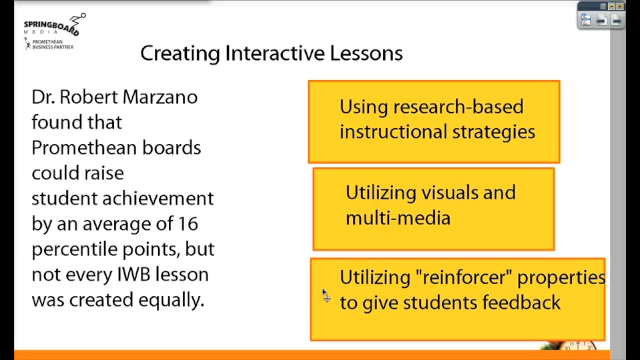 SPRINGBOARD
MEDIA
PROMETHEAN
BUSINESS PARTNER
Creating Interactive Lessons
Dr. Robert Marzano
found that
Promethean boards
could raise
student achievement
by an average of 16
percentile points, but
not every IWB lesson
was created equally.
Using research-based
instructional strategies
Utilizing visuals and
multi-media
Utilizing "reinforcer" properties
to give students feedback